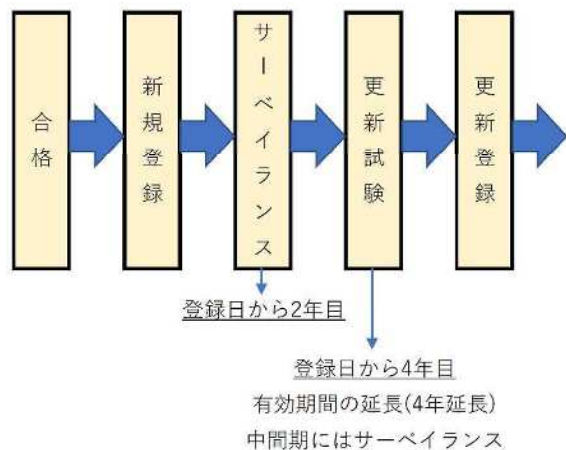 合格
新規登録
サーベイランス
更新試験
更新登録
登録日から2年目
登録日から4年目
有効期間の延長(4年延長)
中間期にはサーベイランス